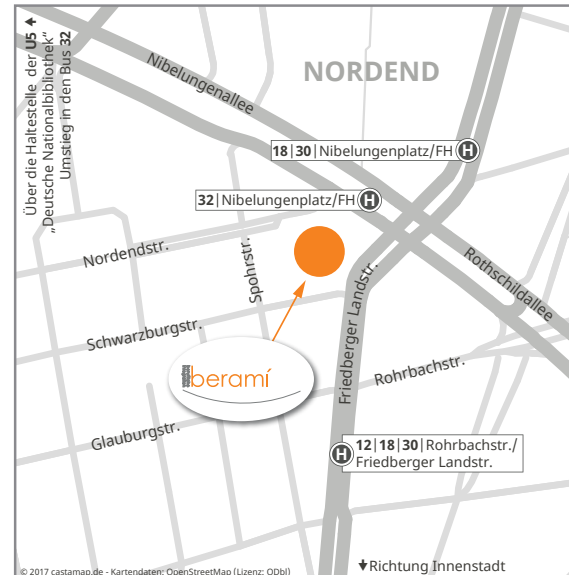 Über die Haltestelle der U5
„Deutsche Nationalbibliothek“
Umstieg in den Bus 32
Nibelungenallee
NORDEND
18|30|Nibelungenplatz/FH H
32|Nibelungenplatz/FH H
Nordendstr.
Spohrstr.
Rothschildallee
Schwarzburgstr.
Friedberger Landstr.
beramí
Rohrbachstr.
Glauburgstr.
H 12|18|30|Rohrbachstr./
Friedberger Landstr.
Richtung Innenstadt
© 2017 castamap.de - Kartendaten: OpenStreetMap (Lizenz: ODbl)